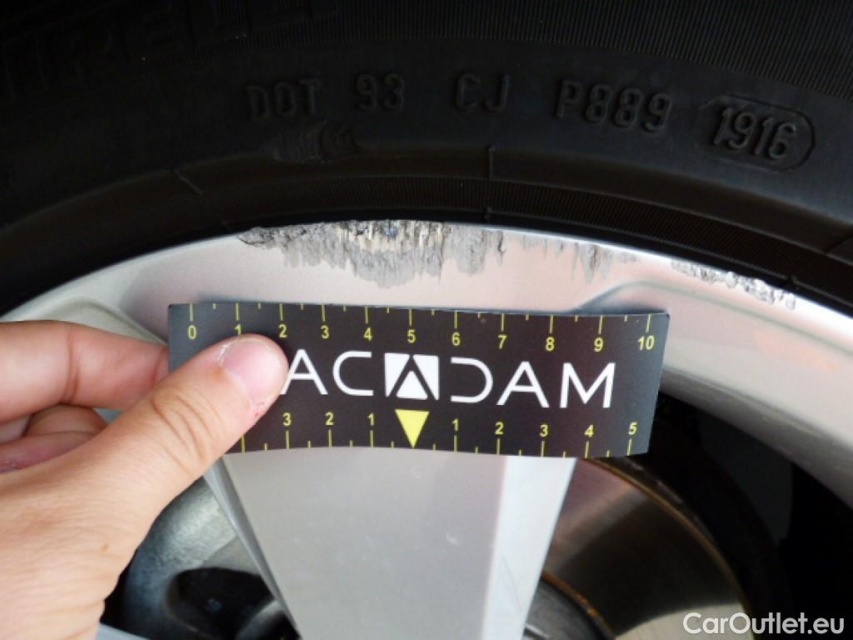 DOT 93 CJ P889 1916
0 1 2 3 4 5 6 7 8 9 10
ACADAM
3 2 1 1 2 3 4 5
CarOutlet.eu